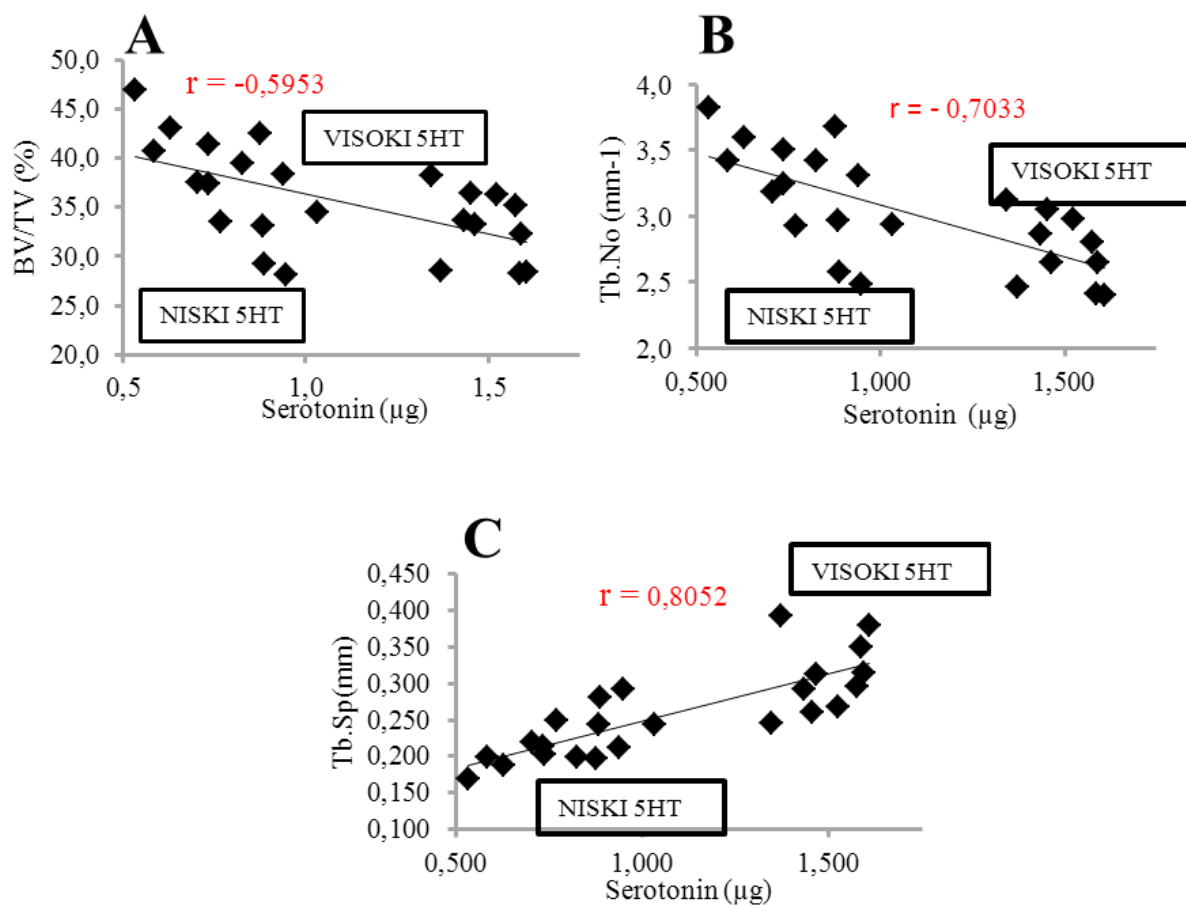 A
50,0
45,0
40,0
35,0
30,0
25,0
20,0
BV/TV (%)
r = -0,5953
VISOKI 5HT
NISKI 5HT
0,5 1,0 1,5
Serotonin (µg)
B
4,0
3,5
3,0
2,5
2,0
Tb.No (mm-1)
r = - 0,7033
VISOKI 5HT
NISKI 5HT
0,500 1,000 1,500
Serotonin (µg)
C
0,450
0,400
0,350
0,300
0,250
0,200
0,150
0,100
Tb.Sp(mm)
r = 0,8052
VISOKI 5HT
NISKI 5HT
0,500 1,000 1,500
Serotonin (µg)